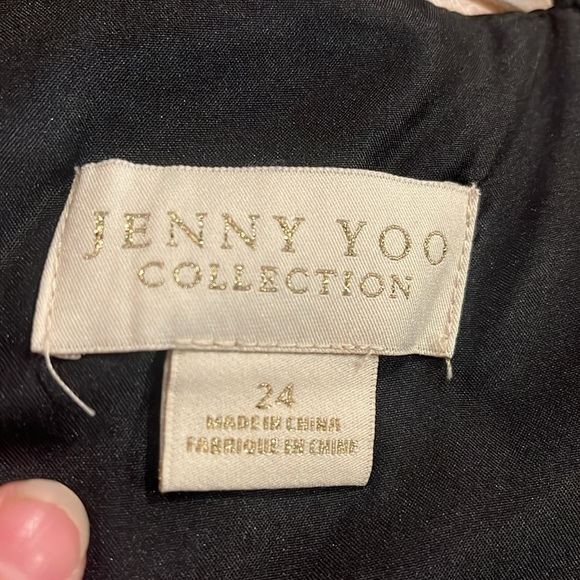 JENNY YOO
COLLECTION
24
MADE IN CHINA
FABRIQUE EN CHINE